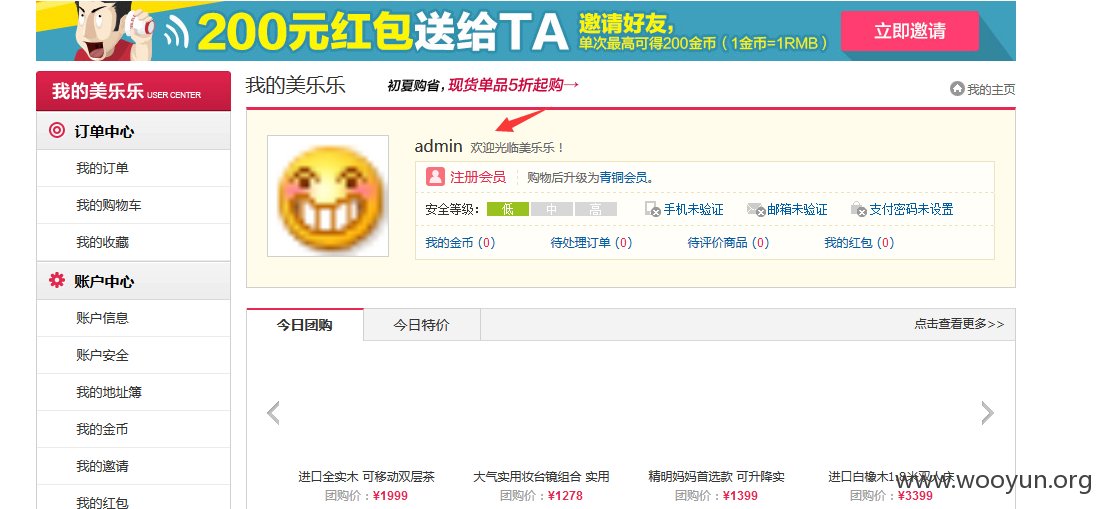 200元红包送给TA 邀请好友,
单次最高可得200金币（1金币=1RMB） 立即邀请
我的美乐乐 USER CENTER
订单中心
我的订单
我的购物车
我的收藏
账户中心
账户信息
账户安全
我的地址簿
我的金币
我的邀请
我的红包
我的美乐乐 初夏购省，现货单品5折起购→ 我的主页
admin 欢迎光临美乐乐！
注册会员 购物后升级为青铜会员。
安全等级： 低 中 高 手机未验证 邮箱未验证 支付密码未设置
我的金币 (0) 待处理订单 (0) 待评价商品 (0) 我的红包 (0)
今日团购 今日特价 点击查看更多>>
进口全实木 可移动双层茶 大气实用妆台镜组合 实用 精明妈妈首选款 可升降实 进口白橡木1.8米双人床
团购价：¥1999 团购价：¥1278 团购价：¥1399 团购价：¥3399
www.wooyun.org